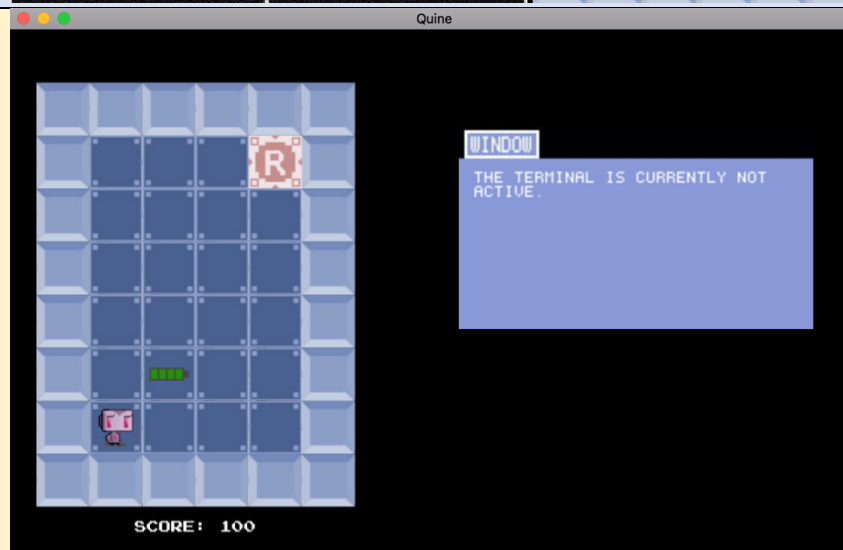 Quine
R
WINDOW
THE TERMINAL IS CURRENTLY NOT
ACTIVE.
SCORE: 100